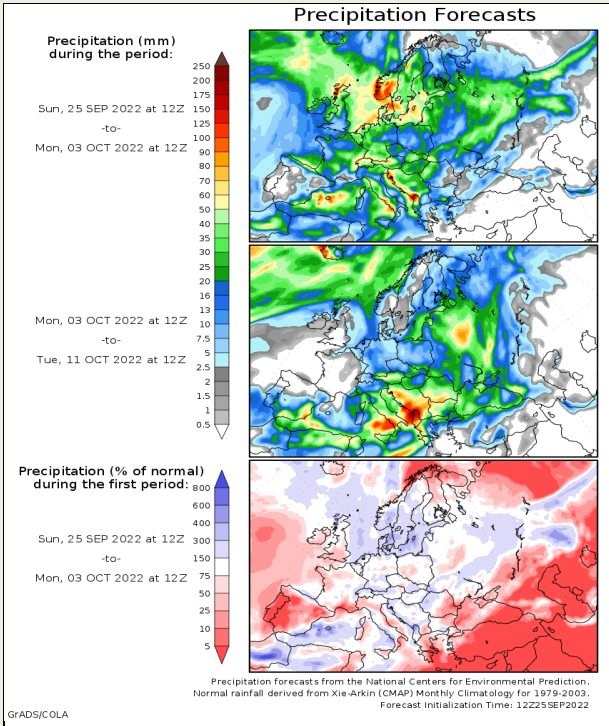 Precipitation Forecasts
Precipitation (mm)
during the period:
Sun, 25 SEP 2022 at 12Z
-to-
Mon, 03 OCT 2022 at 12Z
250
200
175
150
125
100
90
80
70
60
50
40
35
30
25
20
16
13
10
7.5
5
2.5
2
1.5
1
0.5
Mon, 03 OCT 2022 at 12Z
-to-
Tue, 11 OCT 2022 at 12Z
Precipitation (% of normal)
during the first period:
Sun, 25 SEP 2022 at 12Z
-to-
Mon, 03 OCT 2022 at 12Z
800
600
400
300
150
75
50
25
10
5
Precipitation forecasts from the National Centers for Environmental Prediction.
Normal rainfall derived from Xie-Arkin (CMAP) Monthly Climatology for 1979-2003.
Forecast Initialization Time: 12Z25SEP2022
GrADS/COLA